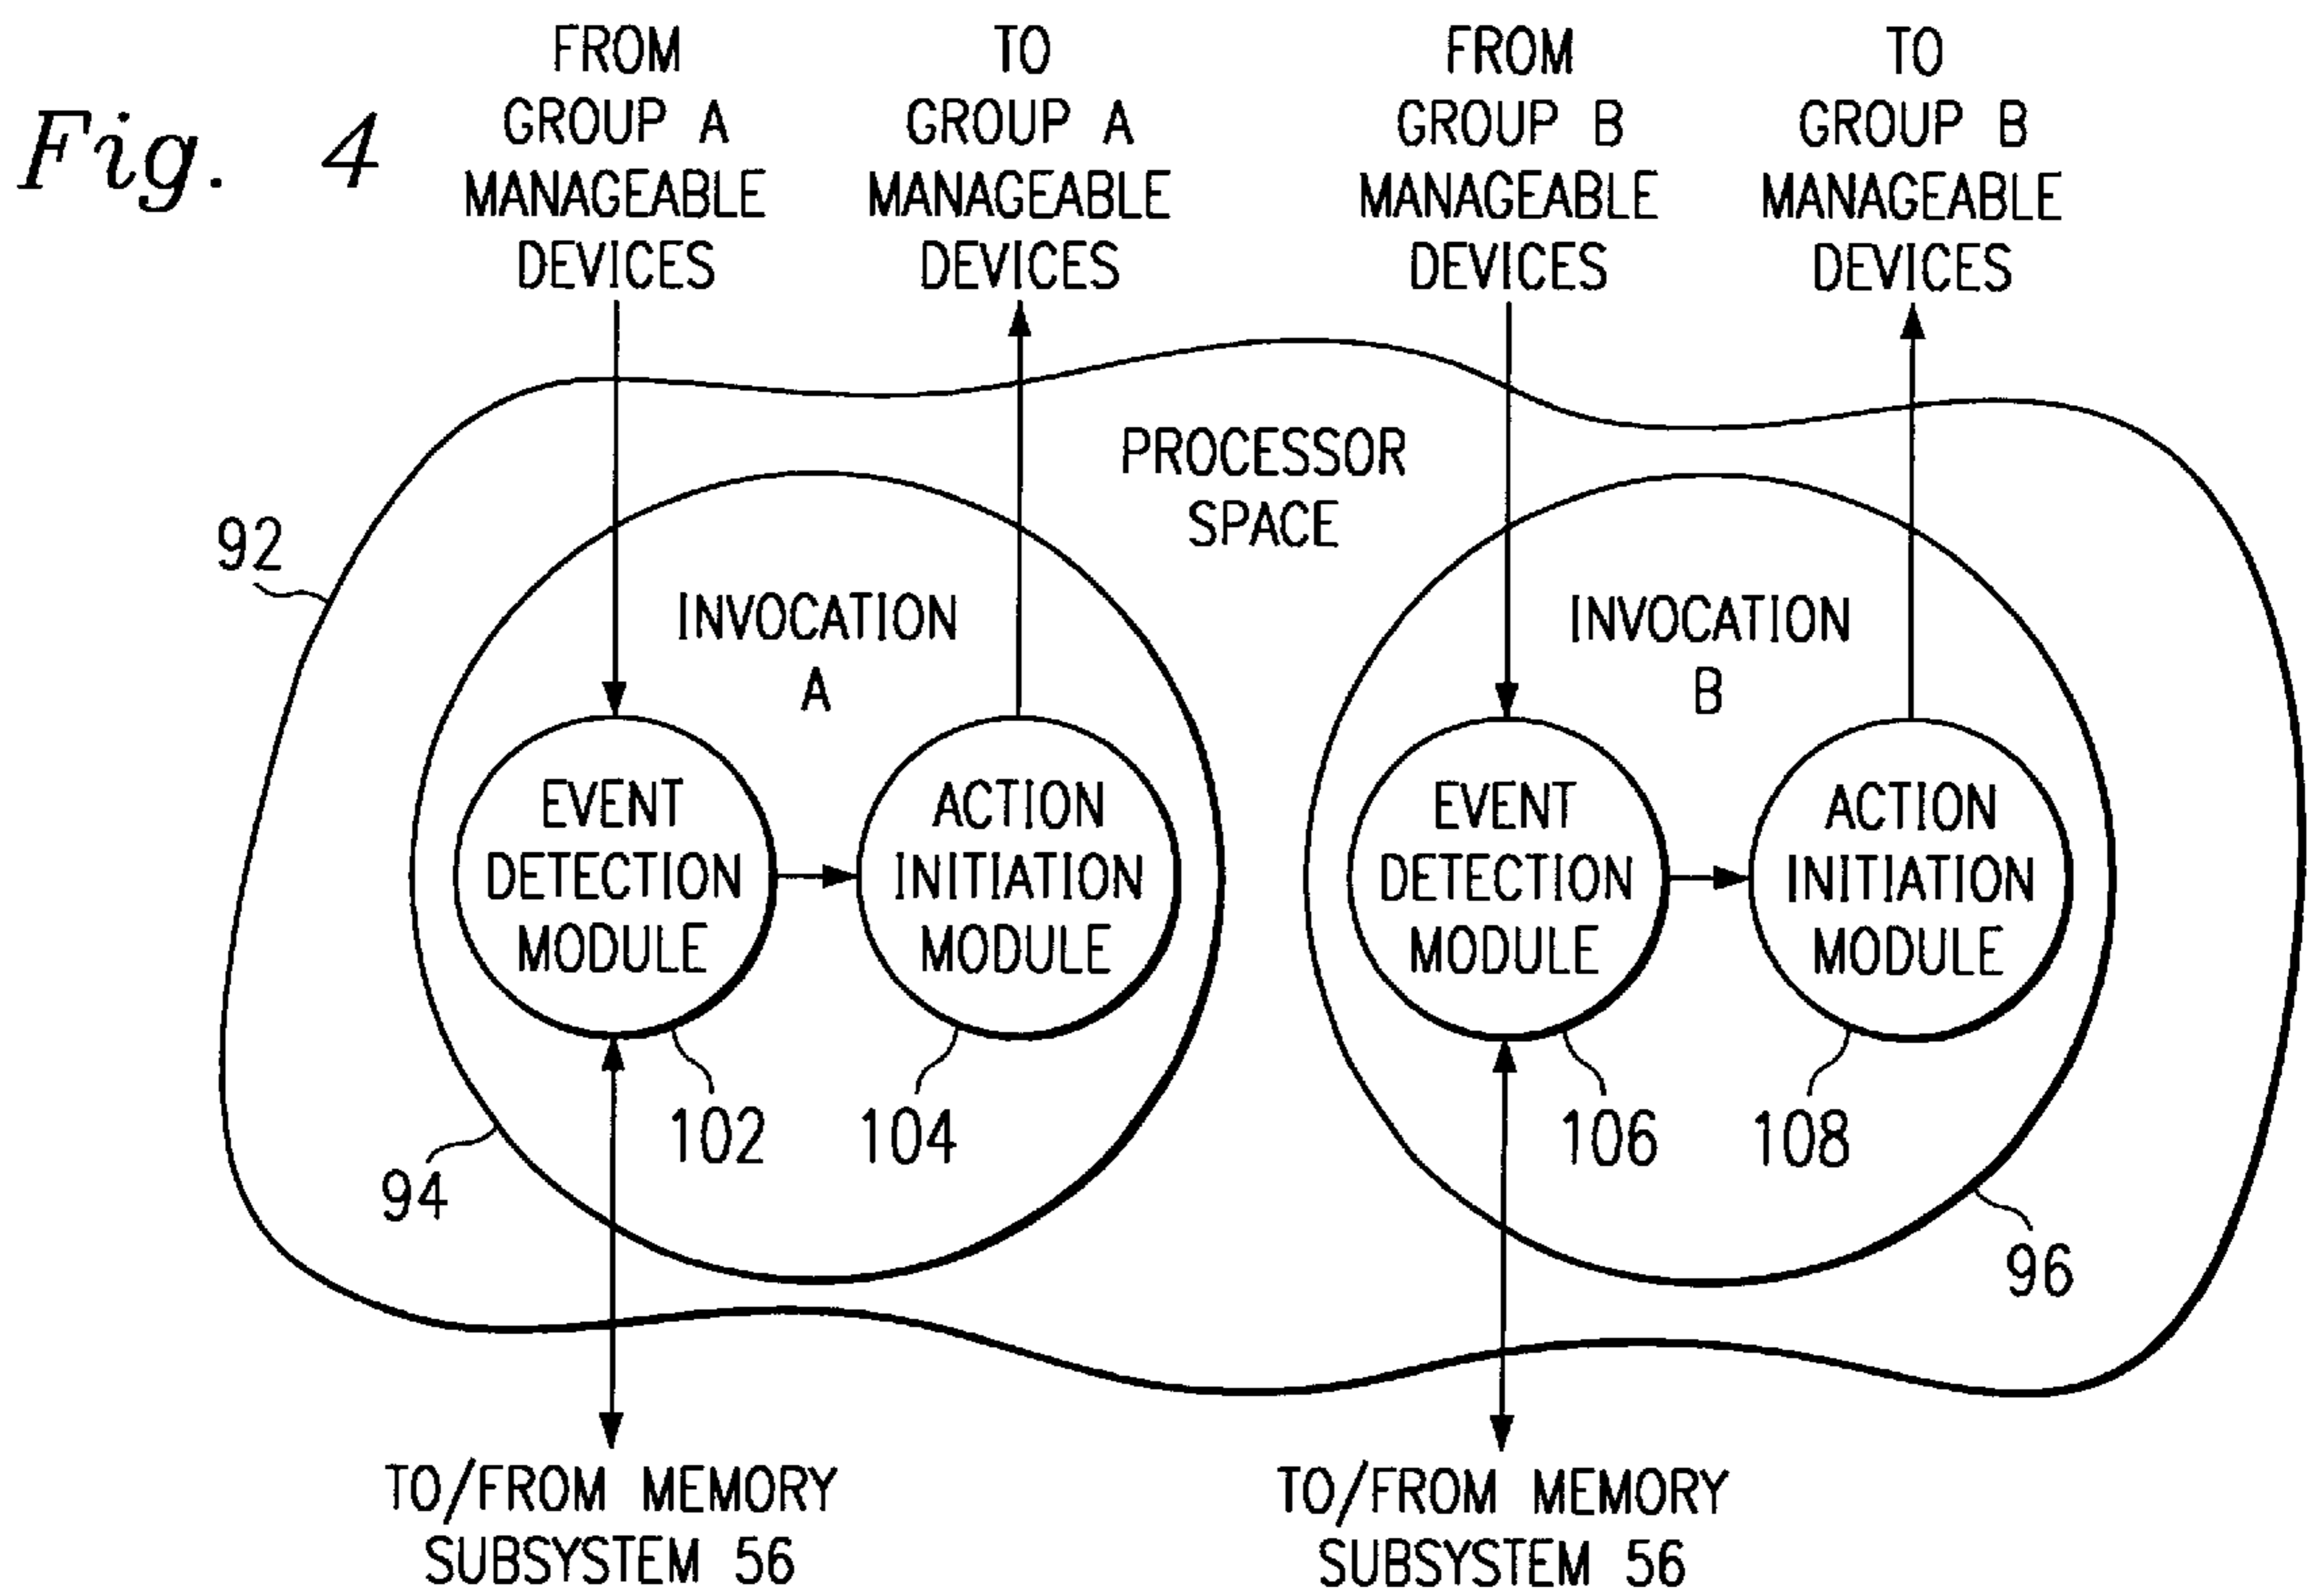 Fig. 4
FROM
GROUP A
MANAGEABLE
DEVICES
TO
GROUP A
MANAGEABLE
DEVICES
FROM
GROUP B
MANAGEABLE
DEVICES
TO
GROUP B
MANAGEABLE
DEVICES
PROCESSOR
SPACE
92
INVOCATION
A
INVOCATION
B
EVENT
DETECTION
MODULE
ACTION
INITIATION
MODULE
EVENT
DETECTION
MODULE
ACTION
INITIATION
MODULE
102
104
106
108
94
96
TO/FROM MEMORY
SUBSYSTEM 56
TO/FROM MEMORY
SUBSYSTEM 56